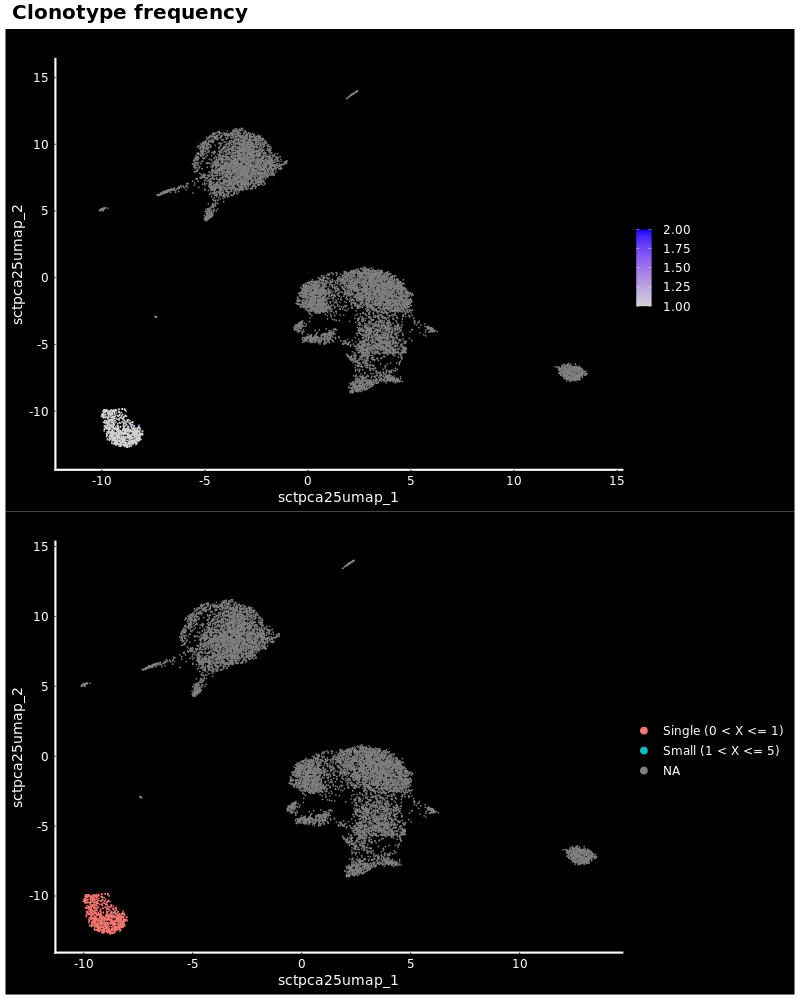 Clonotype frequency
15
10
5
0
-5
-10
sctpca25umap_2
-10 -5 0 5 10 15
sctpca25umap_1
2.00
1.75
1.50
1.25
1.00
15
10
5
0
-5
-10
sctpca25umap_2
-10 -5 0 5 10
sctpca25umap_1
Single (0 < X <= 1)
Small (1 < X <= 5)
NA